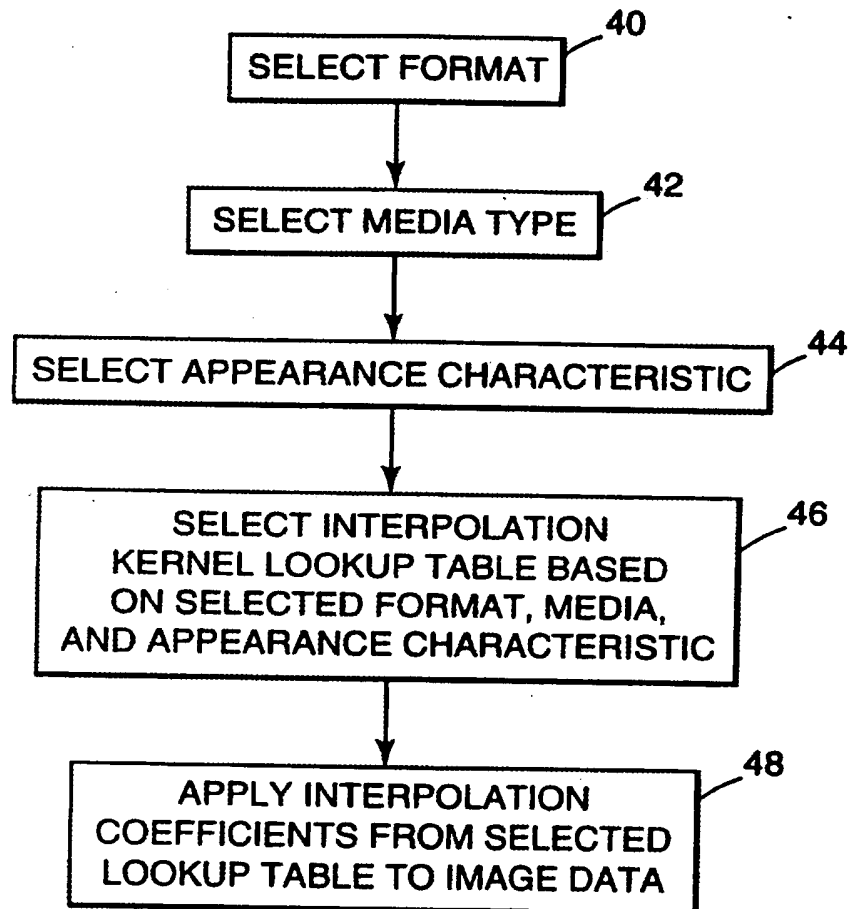 40
SELECT FORMAT
42
SELECT MEDIA TYPE
44
SELECT APPEARANCE CHARACTERISTIC
46
SELECT INTERPOLATION
KERNEL LOOKUP TABLE BASED
ON SELECTED FORMAT, MEDIA,
AND APPEARANCE CHARACTERISTIC
48
APPLY INTERPOLATION
COEFFICIENTS FROM SELECTED
LOOKUP TABLE TO IMAGE DATA